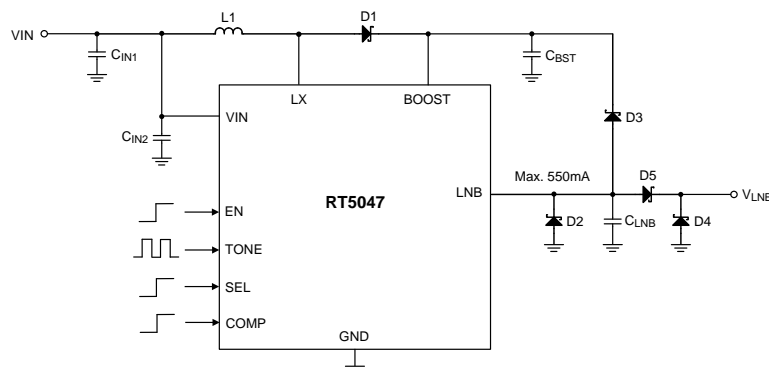 L1
D1
VIN
CIN1
CBST
LX
BOOST
VIN
D3
CIN2
Max. 550mA
D5
LNB
RT5047
VLNB
EN
D2
CLNB
D4
TONE
SEL
COMP
GND